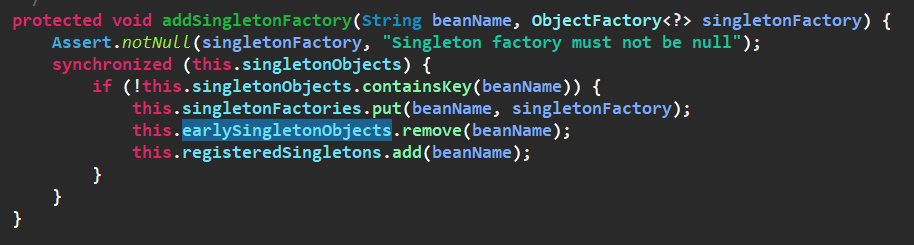 protected void addSingletonFactory(String beanName, ObjectFactory<?> singletonFactory) {
    Assert.notNull(singletonFactory, "Singleton factory must not be null");
    synchronized (this.singletonObjects) {
        if (!this.singletonObjects.containsKey(beanName)) {
            this.singletonFactories.put(beanName, singletonFactory);
            this.earlySingletonObjects.remove(beanName);
            this.registeredSingletons.add(beanName);
        }
    }
}